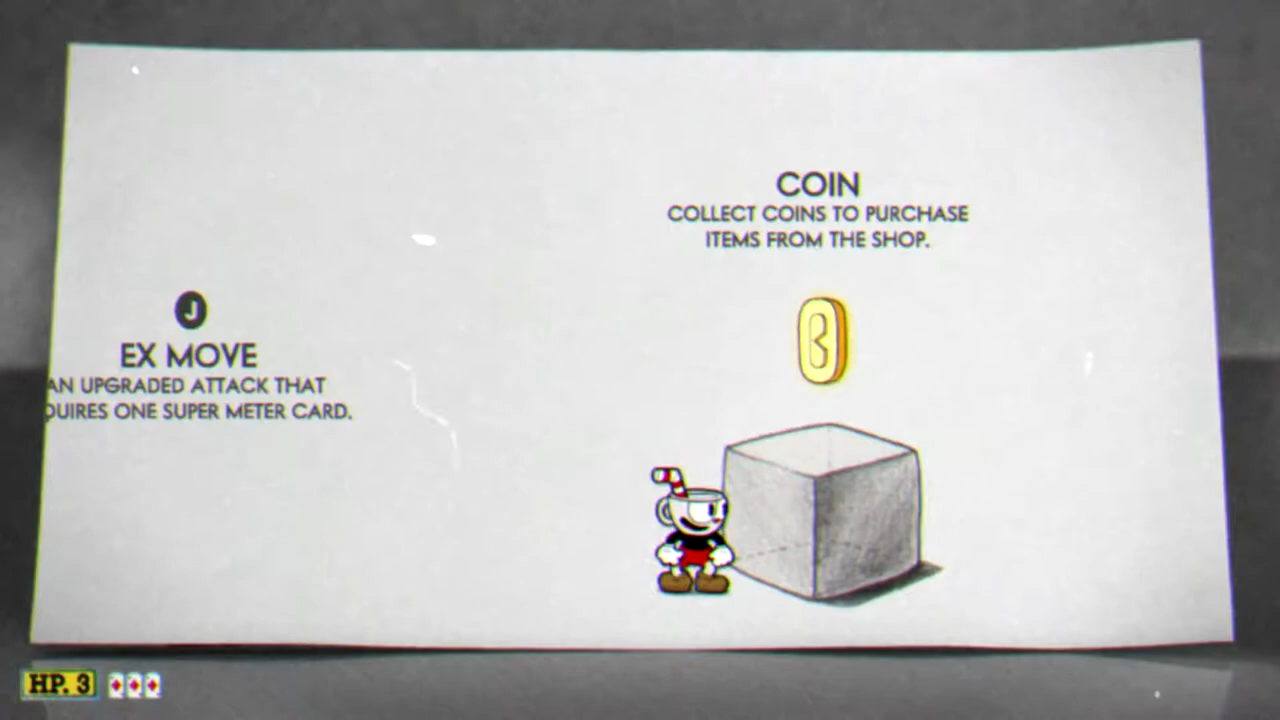 J
EX MOVE
AN UPGRADED ATTACK THAT
QUIRES ONE SUPER METER CARD.
COIN
COLLECT COINS TO PURCHASE
ITEMS FROM THE SHOP.
HP. 3